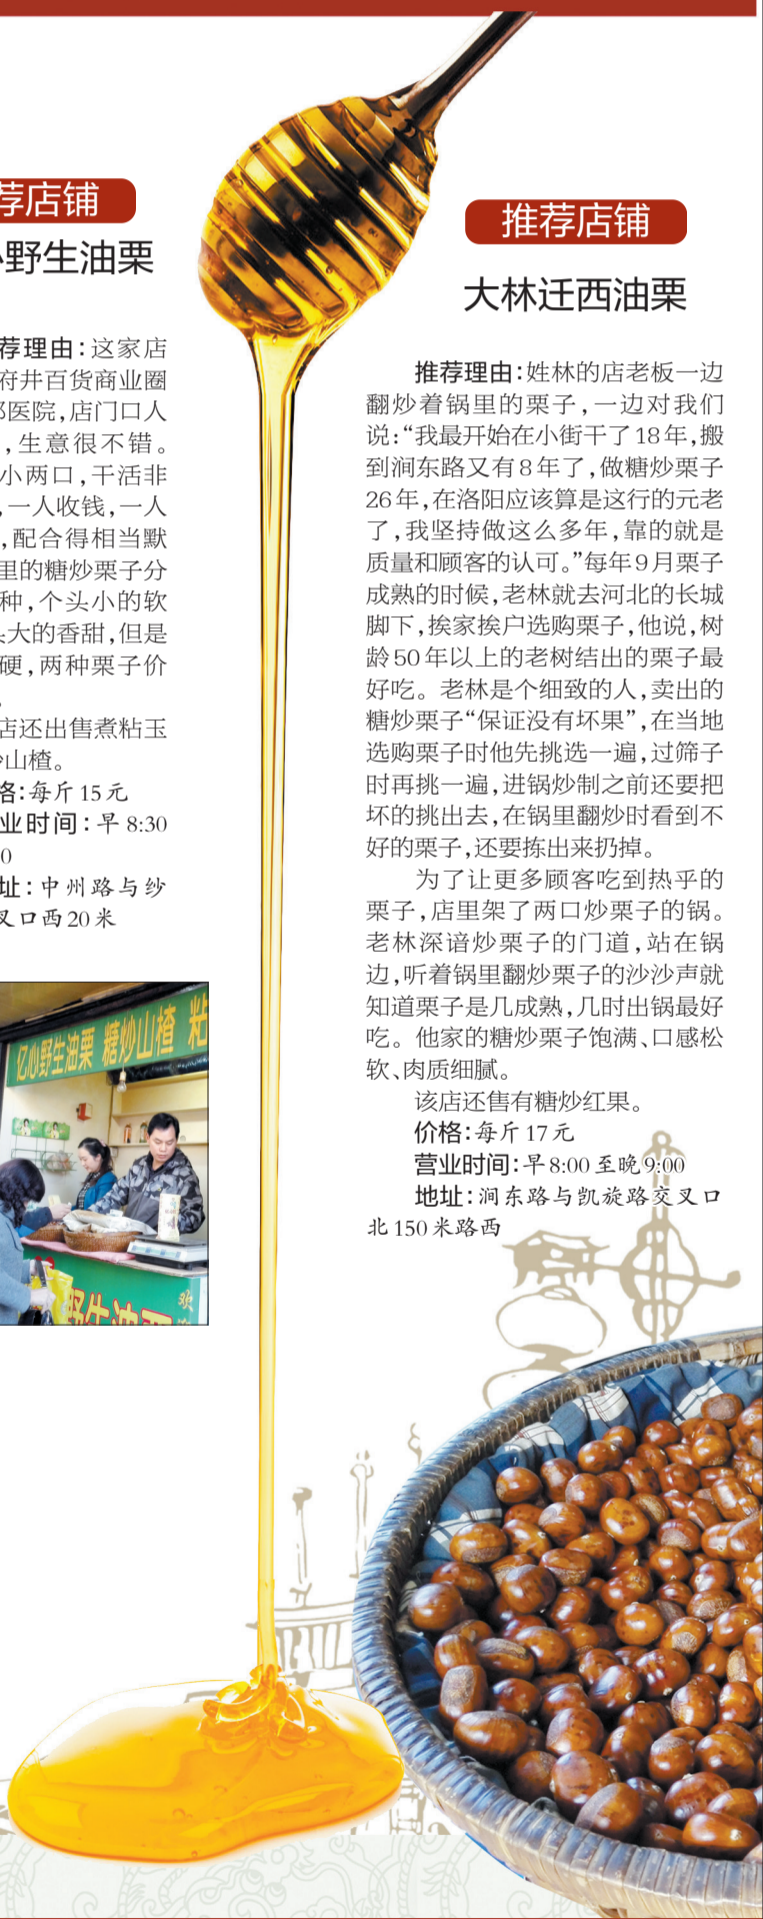 荐店铺
野生油栗
荐理由：这家店
府井百货商业圈
医院，店门口人
，生意很不错。
小两口，干活非
，一人收钱，一人
，配合得相当默
里的糖炒栗子分
种，个头小的软
大的香甜，但是
硬，两种栗子价
店还出售煮粘玉
山楂。
格：每斤15元
业时间：早8:30
0
址：中州路与纱
叉口西20米
亿心野生油栗 糖炒山楂 粘
野生油栗
欢
推荐店铺
大林迁西油栗
推荐理由：姓林的店老板一边
翻炒着锅里的栗子，一边对我们
说：“我最开始在小街干了18年，搬
到涧东路又有8年了，做糖炒栗子
26年，在洛阳应该算是这行的元老
了，我坚持做这么多年，靠的就是
质量和顾客的认可。”每年9月栗子
成熟的时候，老林就去河北的长城
脚下，挨家挨户选购栗子，他说，树
龄50年以上的老树结出的栗子最
好吃。老林是个细致的人，卖出的
糖炒栗子“保证没有坏果”，在当地
选购栗子时他先挑选一遍，过筛子
时再挑一遍，进锅炒制之前还要把
坏的挑出去，在锅里翻炒时看到不
好的栗子，还要拣出来扔掉。
为了让更多顾客吃到热乎的
栗子，店里架了两口炒栗子的锅。
老林深谙炒栗子的门道，站在锅
边，听着锅里翻炒栗子的沙沙声就
知道栗子是几成熟，几时出锅最好
吃。他家的糖炒栗子饱满、口感松
软、肉质细腻。
该店还售有糖炒红果。
价格：每斤17元
营业时间：早8:00至晚9:00
地址：涧东路与凯旋路交叉口
北150米路西